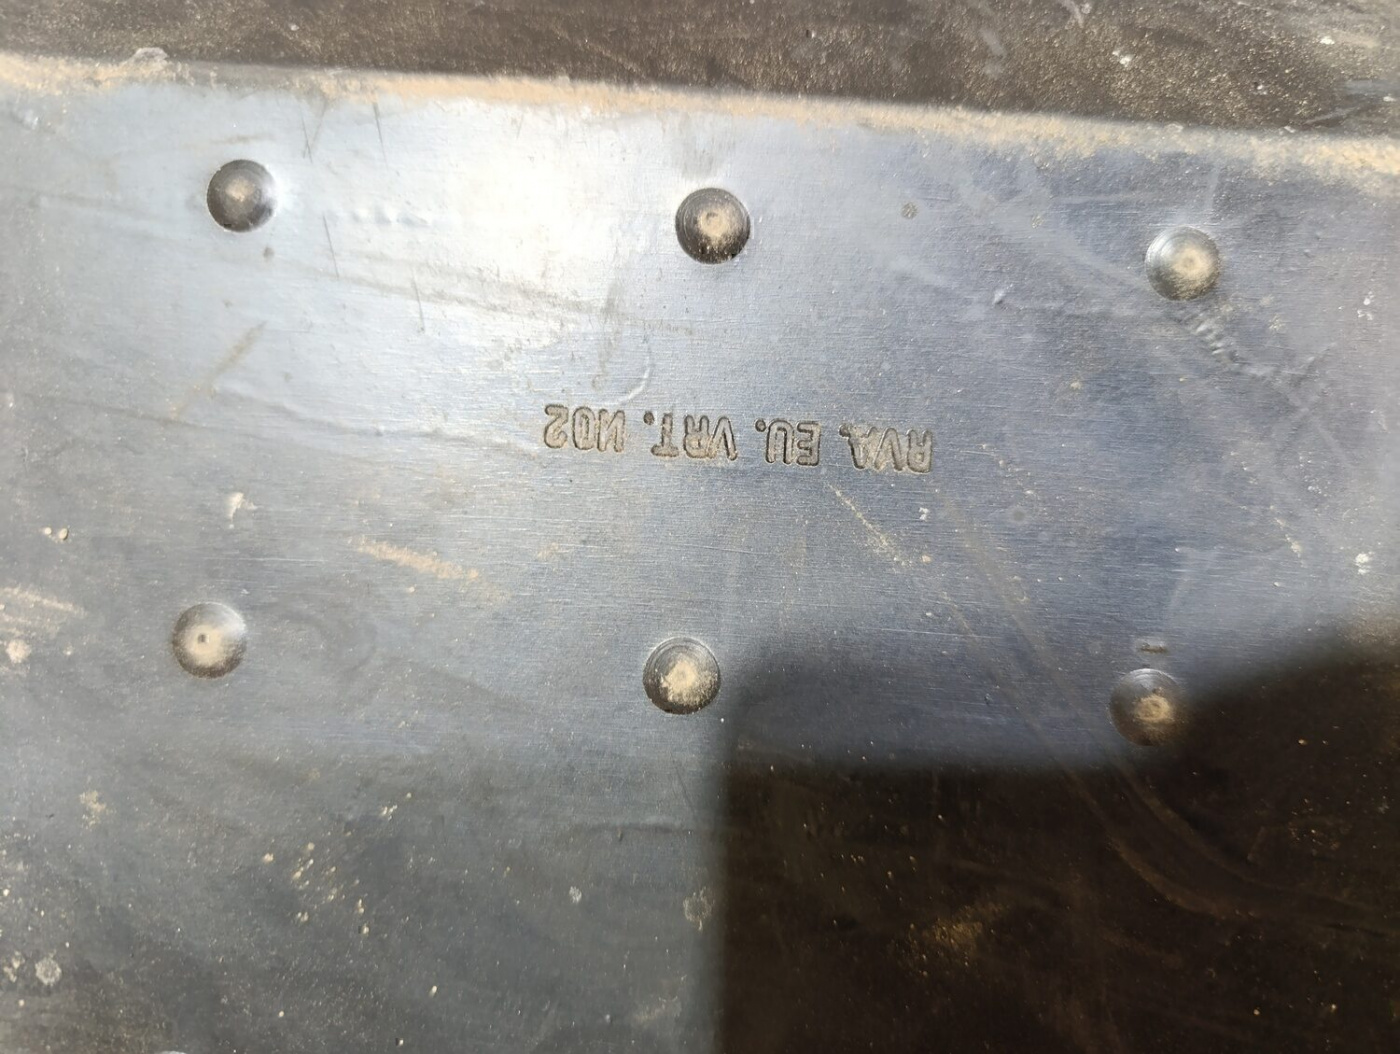 RVA. EU. VRT. N02